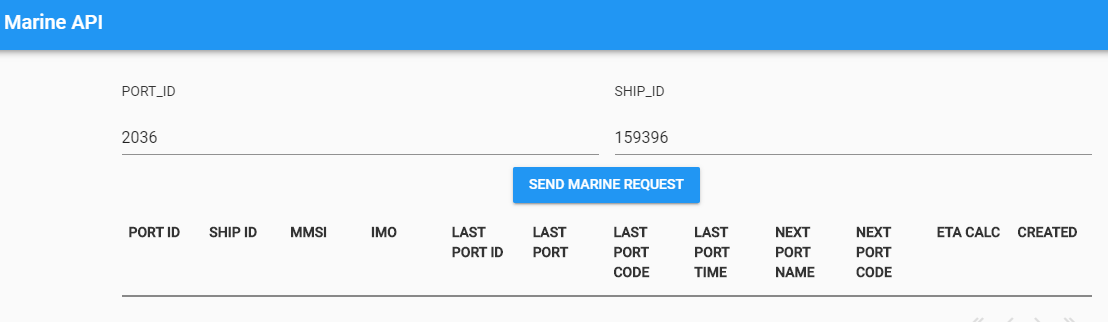 Marine API
PORT_ID
SHIP_ID
2036
159396
SEND MARINE REQUEST
PORT ID SHIP ID MMSI IMO LAST LAST LAST LAST NEXT NEXT ETA CALC CREATED
PORT ID PORT PORT PORT PORT PORT
CODE TIME NAME CODE